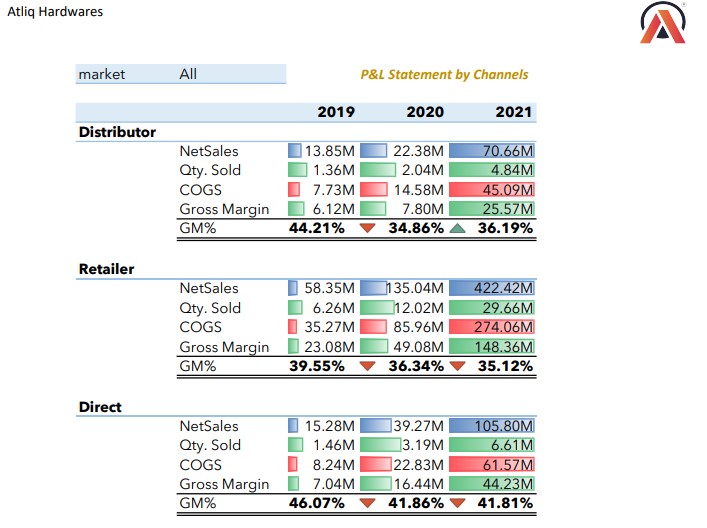 Atliq Hardwares
market All P&L Statement by Channels
2019 2020 2021
Distributor
NetSales 13.85M 22.38M 70.66M
Qty. Sold 1.36M 2.04M 4.84M
COGS 7.73M 14.58M 45.09M
Gross Margin 6.12M 7.80M 25.57M
GM% 44.21% 34.86% 36.19%
Retailer
NetSales 58.35M 135.04M 422.42M
Qty. Sold 6.26M 12.02M 29.66M
COGS 35.27M 85.96M 274.06M
Gross Margin 23.08M 49.08M 148.36M
GM% 39.55% 36.34% 35.12%
Direct
NetSales 15.28M 39.27M 105.80M
Qty. Sold 1.46M 3.19M 6.61M
COGS 8.24M 22.83M 61.57M
Gross Margin 7.04M 16.44M 44.23M
GM% 46.07% 41.86% 41.81%